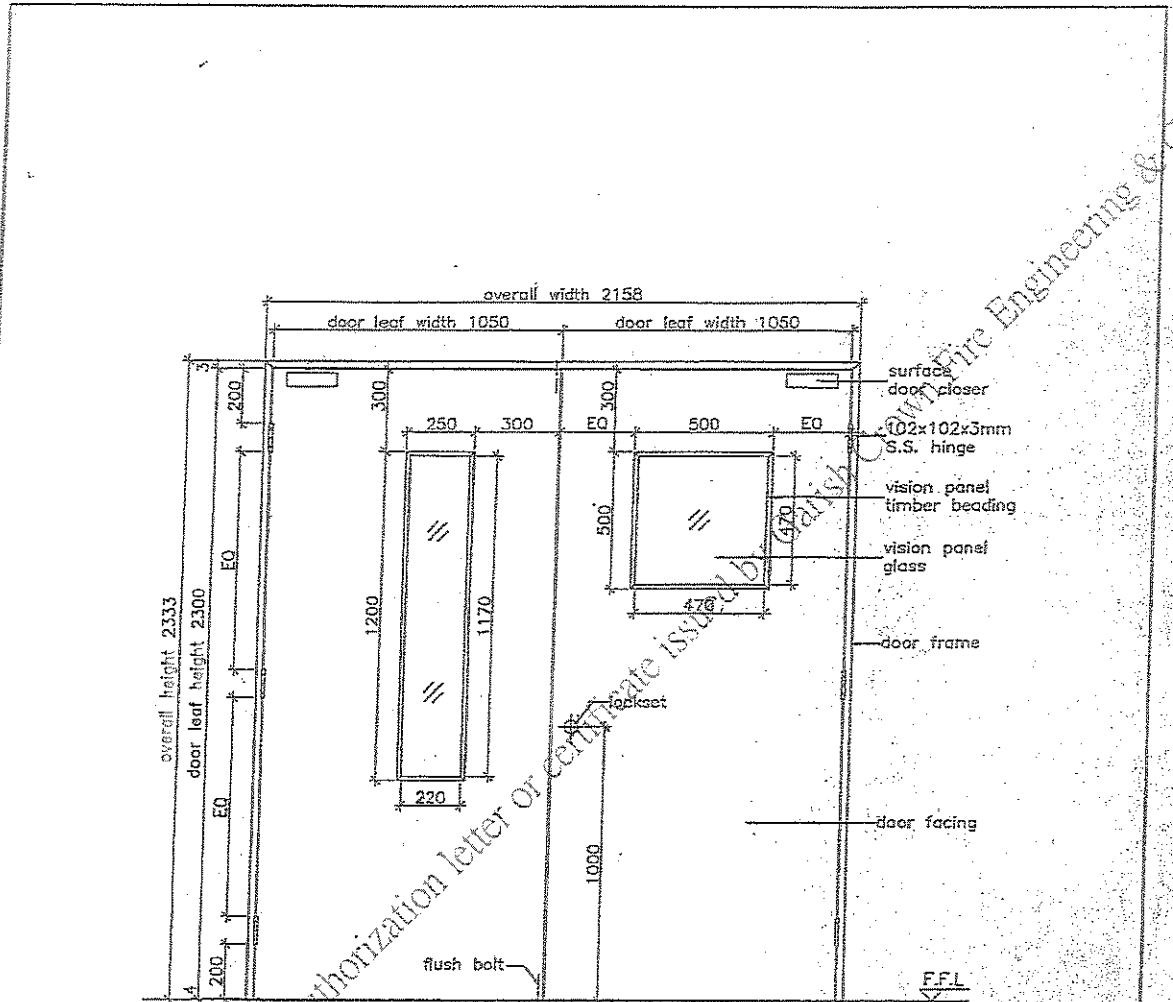 overall width 2158
door leaf width 1050
door leaf width 1050
surface
door closer
3
200
300
300
250
300
EQ
500
EQ
102x102x3mm
S.S. hinge
vision panel
timber beading
vision panel
glass
500
470
470
EQ
1200
1170
overall height 2333
door leaf height 2300
door frame
lockset
EQ
220
door facing
1000
200
4
flush bolt
F.F.L
authorization letter or certificate issued by Warish Crown Fire Engineering &